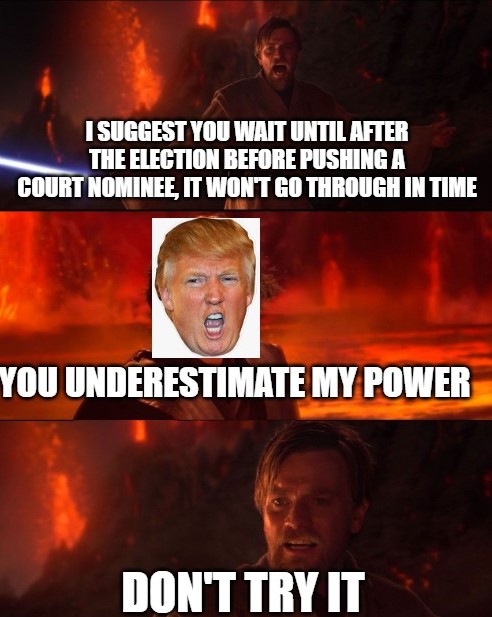 I SUGGEST YOU WAIT UNTIL AFTER
THE ELECTION BEFORE PUSHING A
COURT NOMINEE, IT WON'T GO THROUGH IN TIME
YOU UNDERESTIMATE MY POWER
DON'T TRY IT